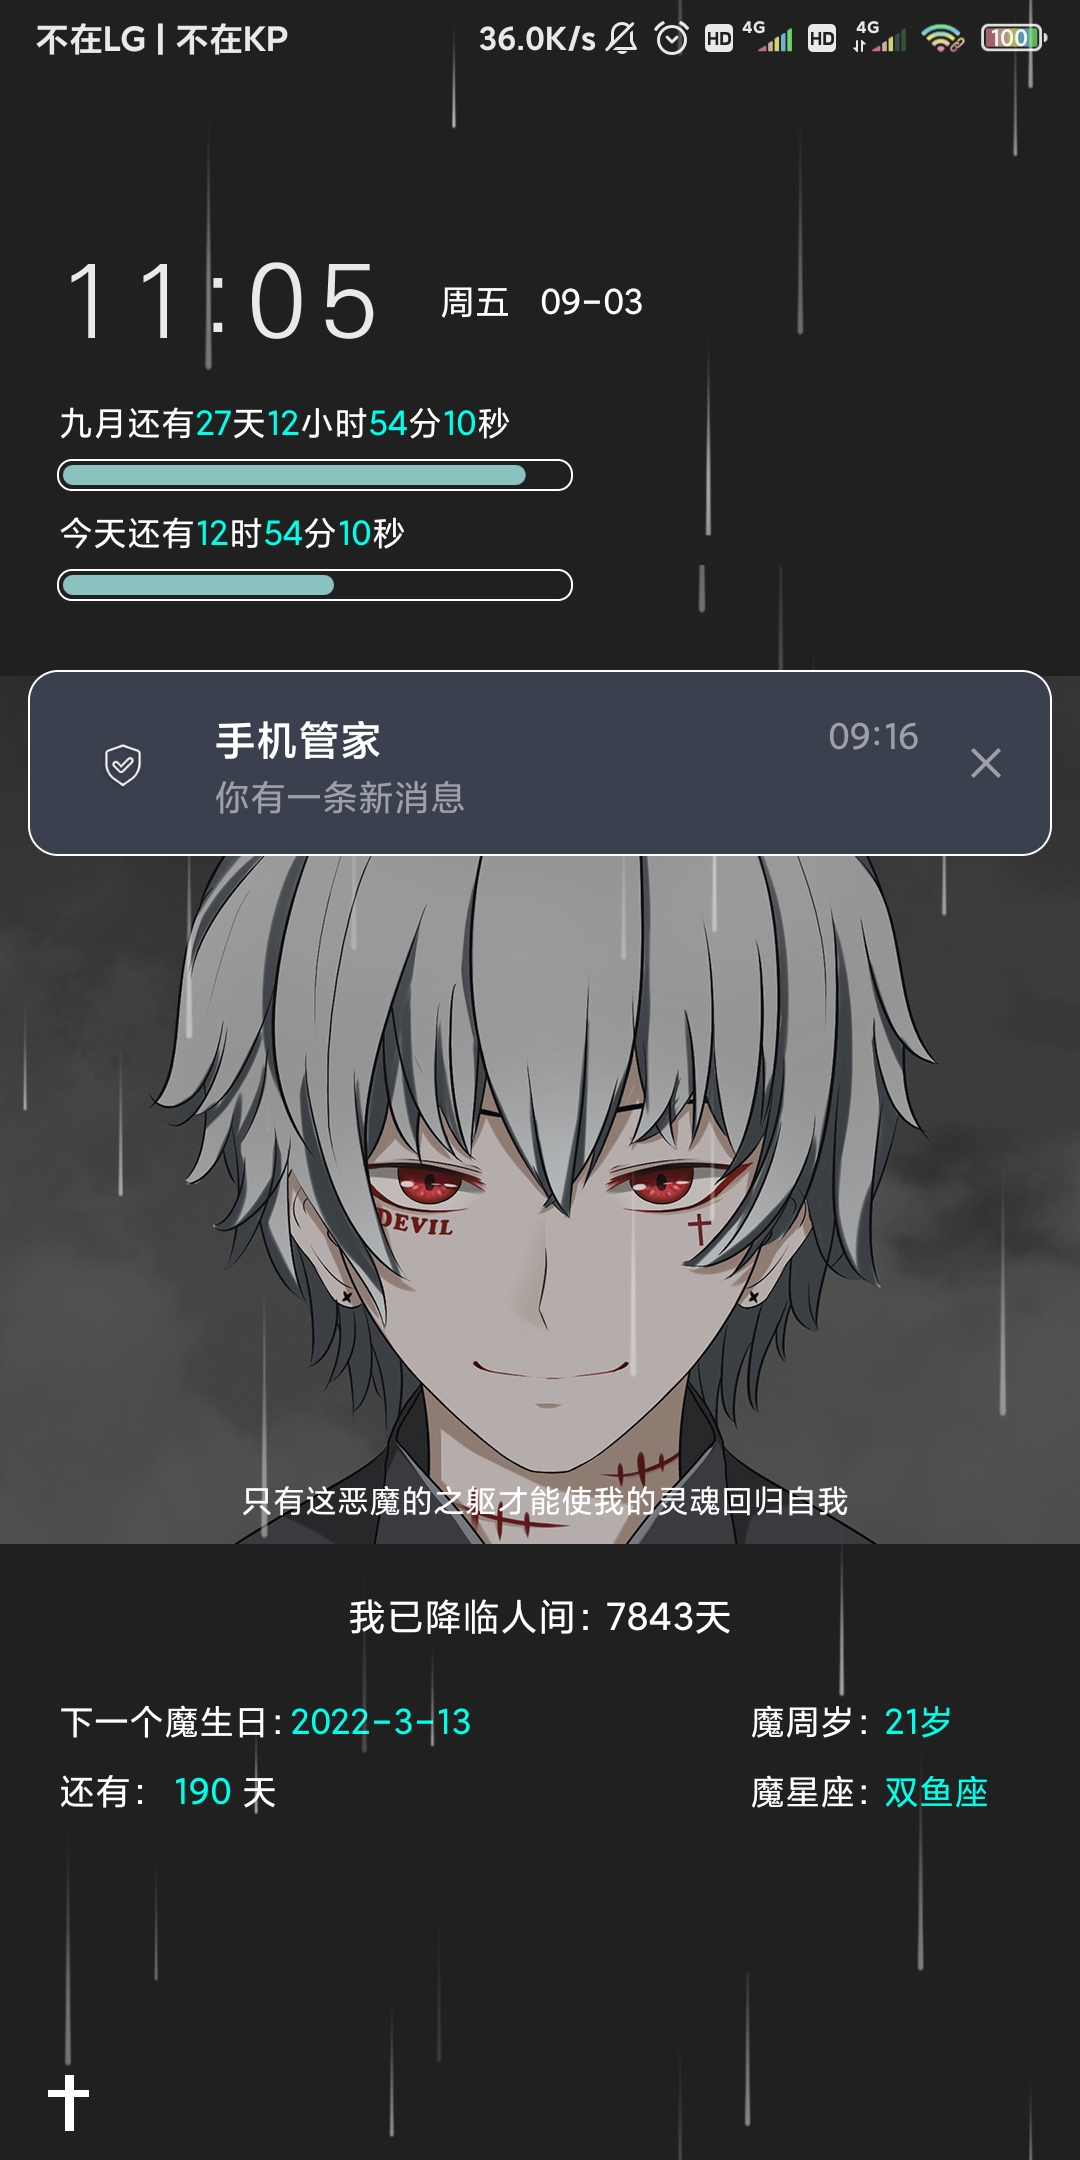 不在LG | 不在KP
36.0K/s HD 4G HD 4G 100
11:05 周五 09-03
九月还有27天12小时54分10秒
今天还有12时54分10秒
手机管家 09:16
你有一条新消息
DEVIL
只有这恶魔的之躯才能使我的灵魂回归自我
我已降临人间：7843天
下一个魔生日：2022-3-13 魔周岁：21岁
还有： 190 天 魔星座：双鱼座